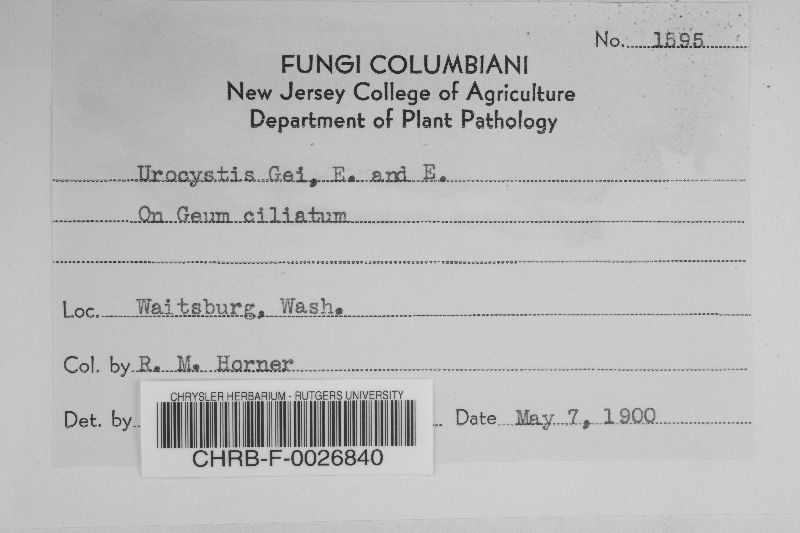 No. 1595
FUNGI COLUMBIANI
New Jersey College of Agriculture
Department of Plant Pathology
Urocystis Gei, E. and E.
On Geum ciliatum
Loc. Waitsburg, Wash.
Col. by R. M. Horner
Det. by
Date May 7, 1900
CHRYSLER HERBARIUM - RUTGERS UNIVERSITY
CHRB-F-0026840